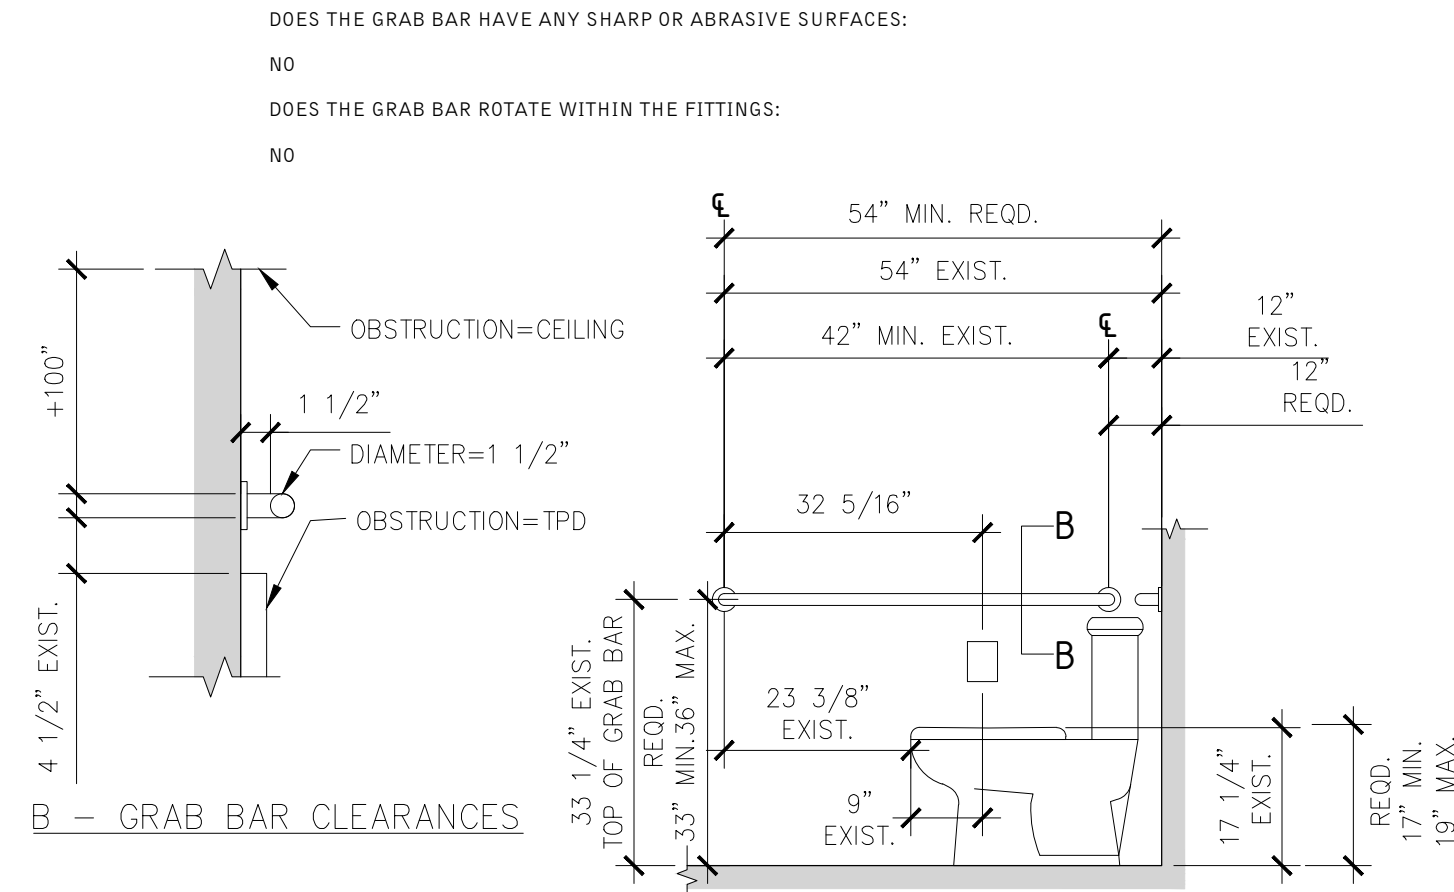 DOES THE GRAB BAR HAVE ANY SHARP OR ABRASIVE SURFACES:
NO
DOES THE GRAB BAR ROTATE WITHIN THE FITTINGS:
NO
+100”
OBSTRUCTION=CEILING
1 1/2”
DIAMETER=1 1/2”
OBSTRUCTION=TPD
4 1/2” EXIST.
B – GRAB BAR CLEARANCES
℄
54” MIN. REQD.
54” EXIST.
42” MIN. EXIST.
℄
12”
EXIST.
12”
REQD.
32 5/16”
B
B
33 1/4” EXIST.
TOP OF GRAB BAR
REQD.
33” MIN.36” MAX.
23 3/8”
EXIST.
9”
EXIST.
17 1/4”
EXIST.
REQD.
17” MIN.
19” MAX.